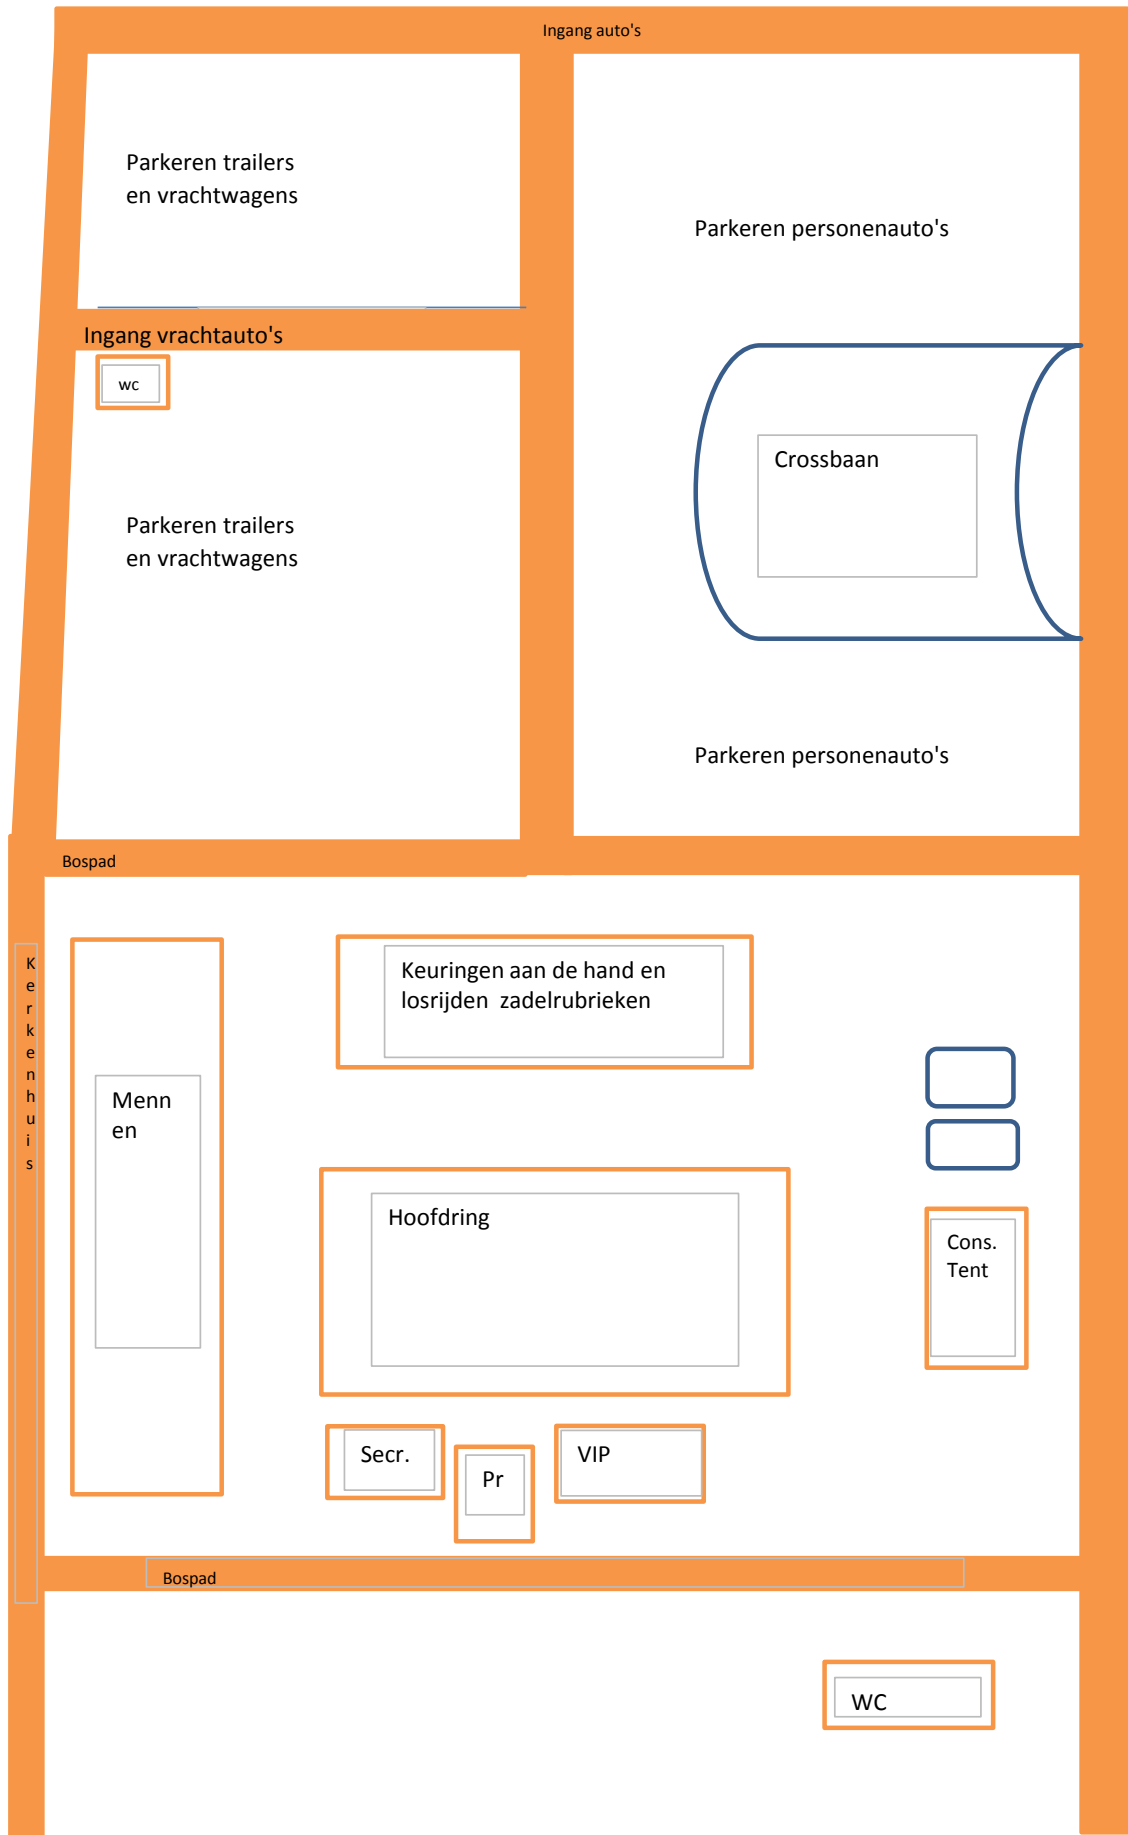 Ingang auto's
Parkeren trailers
en vrachtwagens
Parkeren personenauto's
Ingang vrachtauto's
wc
Crossbaan
Parkeren trailers
en vrachtwagens
Parkeren personenauto's
Bospad
Kerkenhuis
Keuringen aan de hand en
losrijden  zadelrubrieken
Menn
en
Hoofdring
Cons.
Tent
Secr.
Pr
VIP
Bospad
WC